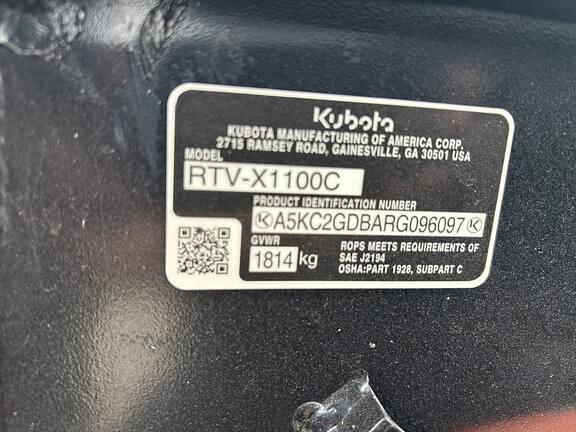 Kubota
KUBOTA MANUFACTURING OF AMERICA CORP.
2715 RAMSEY ROAD, GAINESVILLE, GA 30501 USA
MODEL
RTV-X1100C
PRODUCT IDENTIFICATION NUMBER
K A5KC2GDBARG096097 K
GVWR
1814 kg
ROPS MEETS REQUIREMENTS OF
SAE J2194
OSHA:PART 1928, SUBPART C